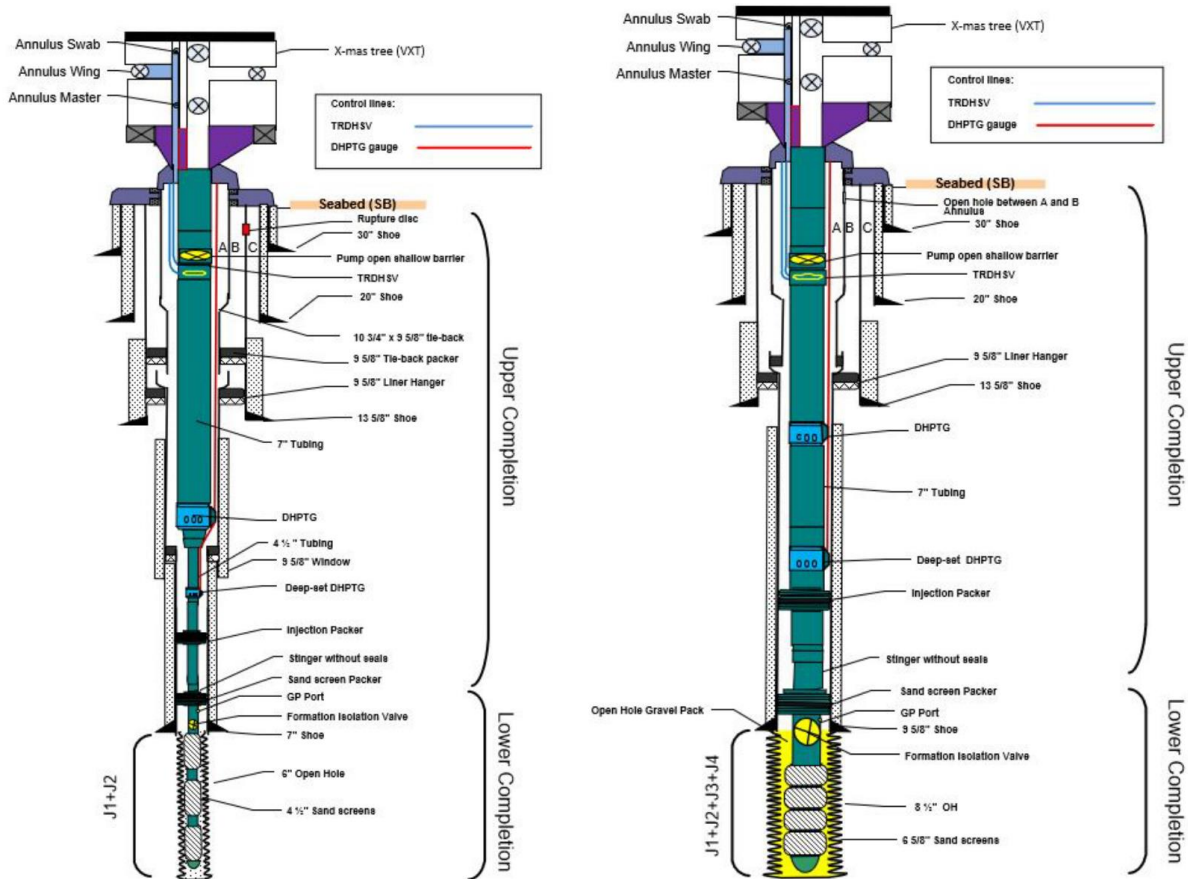 Annulus Swab
Annulus Wing
Annulus Master
X-mas tree (VXT)
Control lines:
TRDHSV
DHPTG gauge
Seabed (SB)
Rupture disc
A B C
30" Shoe
Pump open shallow barrier
TRDHSV
20" Shoe
10 3/4" x 9 5/8" tie-back
9 5/8" Tie-back packer
9 5/8" Liner Hanger
13 5/8" Shoe
7" Tubing
DHPTG
4 ½ " Tubing
9 5/8" Window
Deep-set DHPTG
Injection Packer
Stinger without seals
Sand screen Packer
GP Port
Formation Isolation Valve
7" Shoe
6" Open Hole
4 ½" Sand screens
J1+J2
Upper Completion
Lower Completion
Annulus Swab
Annulus Wing
Annulus Master
X-mas tree (VXT)
Control lines:
TRDHSV
DHPTG gauge
Seabed (SB)
Open hole between A and B
Annulus
A B C
30" Shoe
Pump open shallow barrier
TRDHSV
20" Shoe
9 5/8" Liner Hanger
13 5/8" Shoe
DHPTG
7" Tubing
Deep-set DHPTG
Injection Packer
Stinger without seals
Sand screen Packer
Open Hole Gravel Pack
GP Port
9 5/8" Shoe
Formation Isolation Valve
8 ½" OH
6 5/8" Sand screens
J1+J2+J3+J4
Upper Completion
Lower Completion